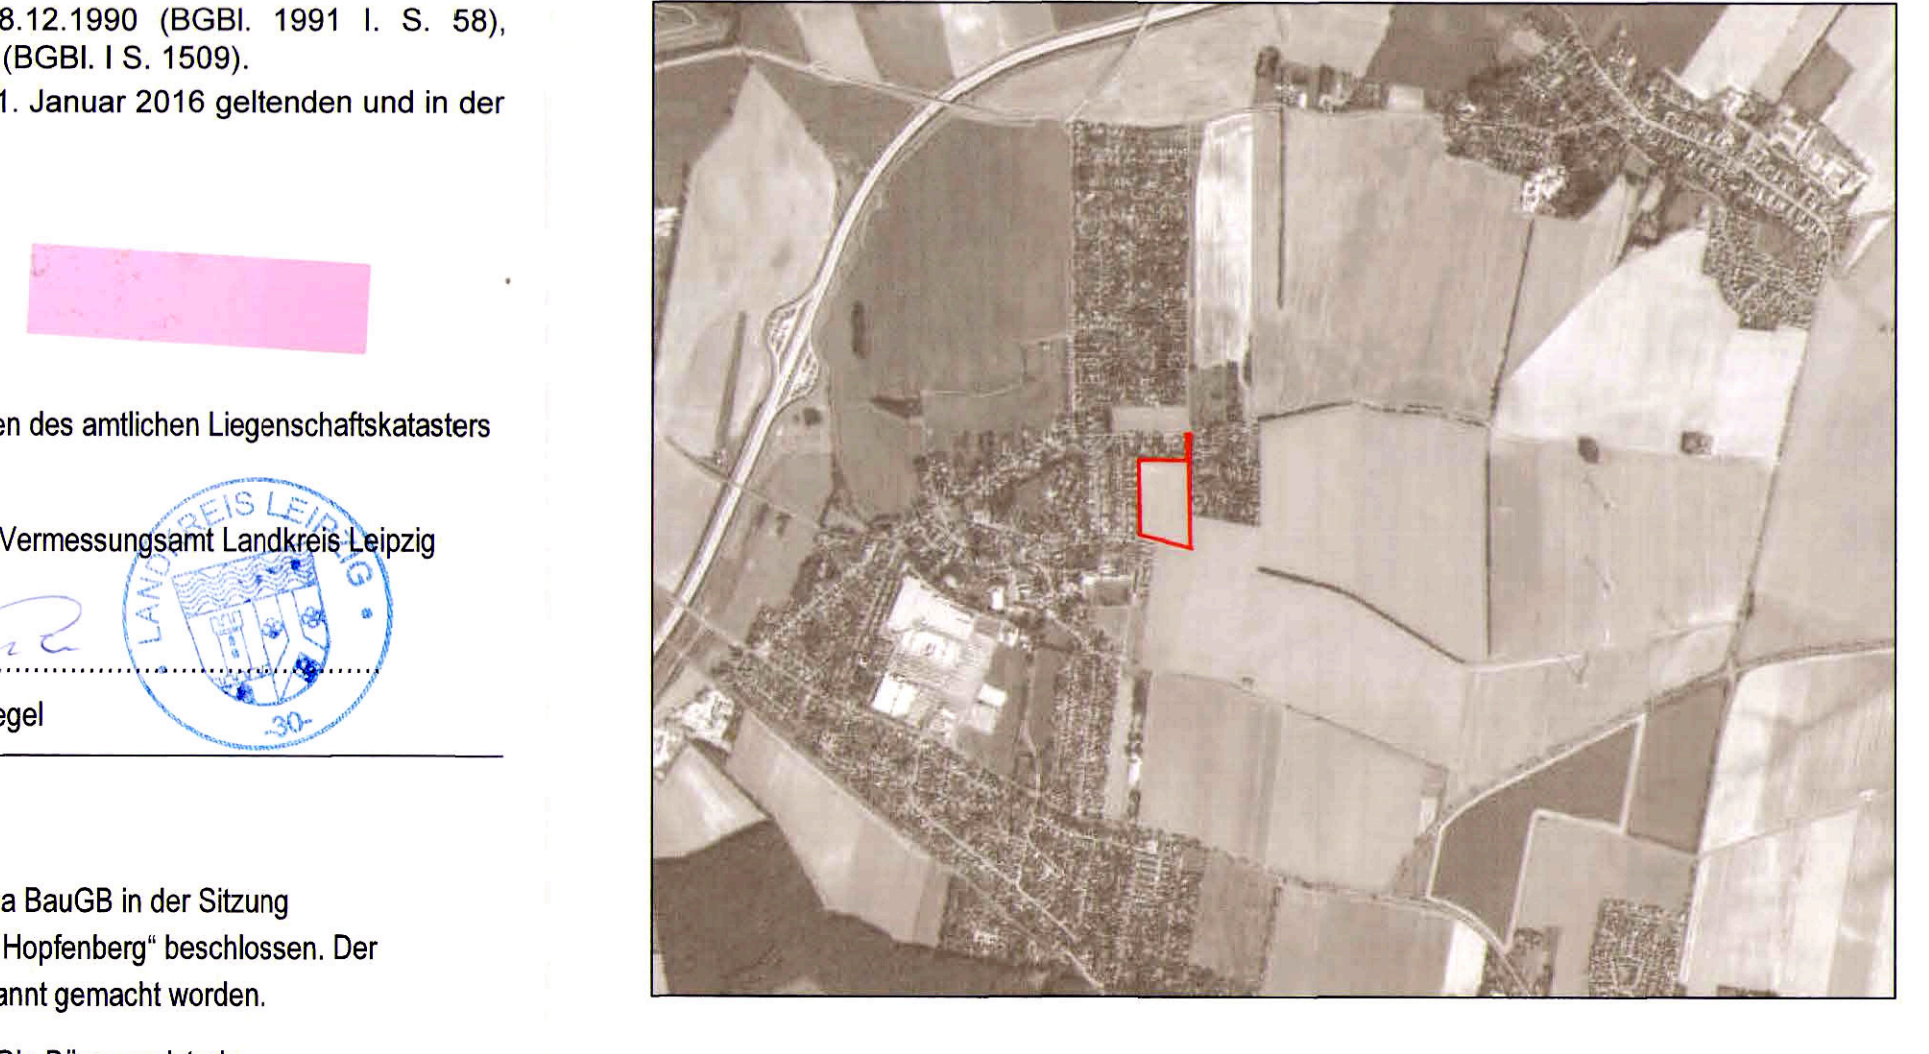 8.12.1990 (BGBl. 1991 I. S. 58),
(BGBl. I S. 1509).
1. Januar 2016 geltenden und in der
en des amtlichen Liegenschaftskatasters
Vermessungsamt Landkreis Leipzig
LANDKREIS LEIPZIG
-30-
egel
a BauGB in der Sitzung
Hopfenberg“ beschlossen. Der
annt gemacht worden.